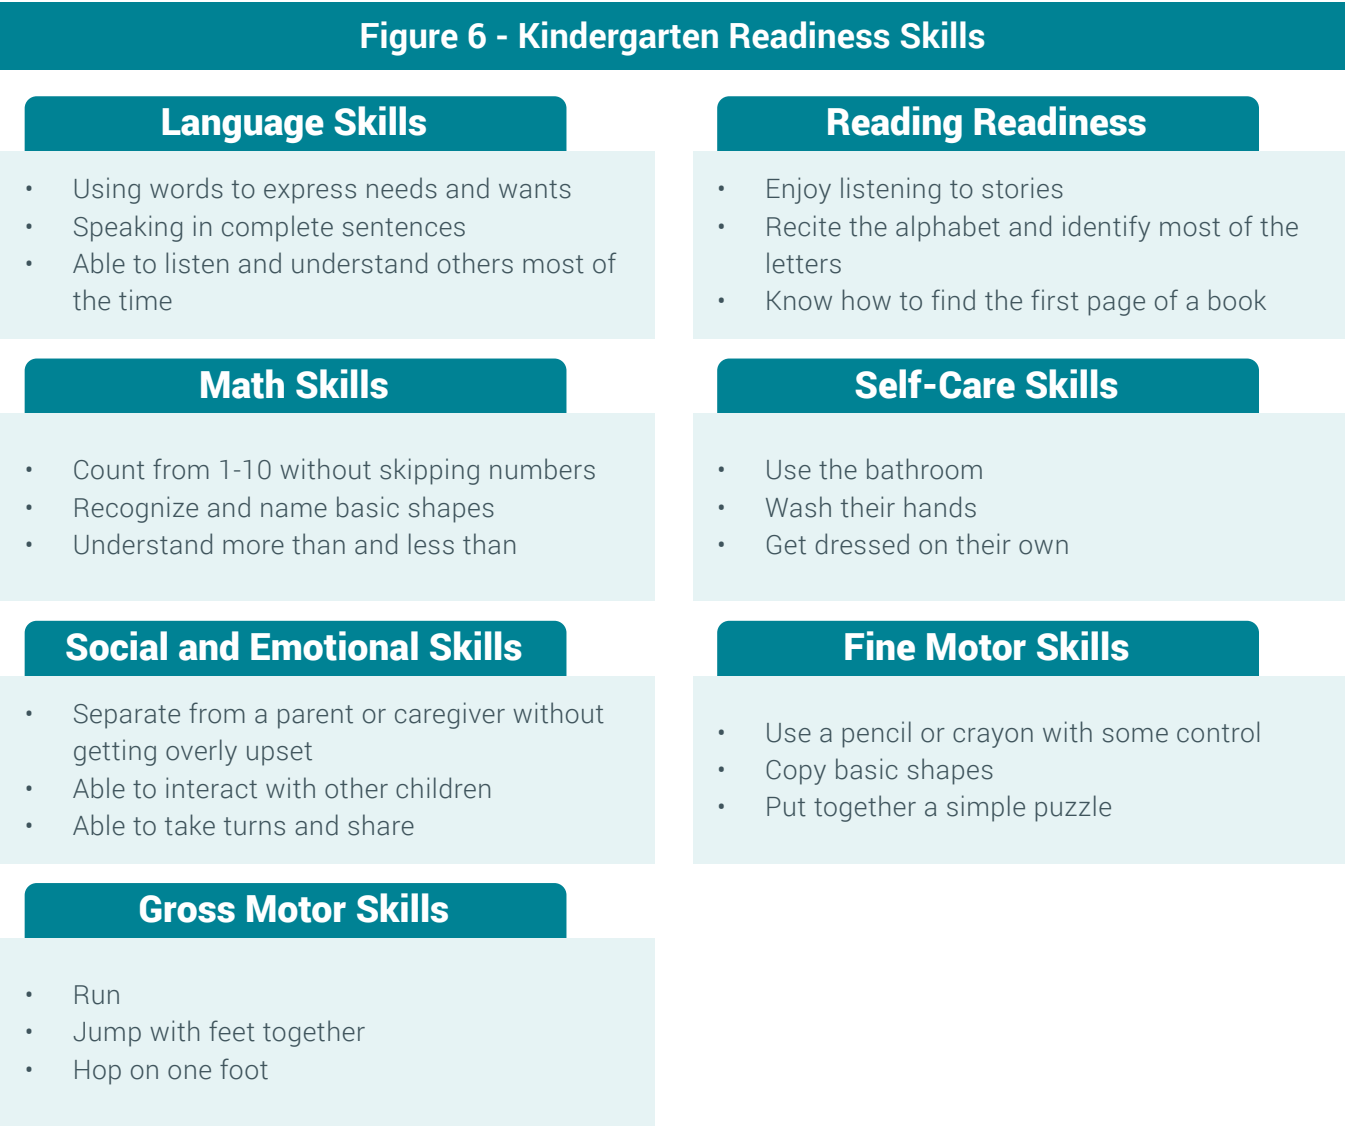 Figure 6 - Kindergarten Readiness Skills
Language Skills
• Using words to express needs and wants
• Speaking in complete sentences
• Able to listen and understand others most of
the time
Reading Readiness
• Enjoy listening to stories
• Recite the alphabet and identify most of the
letters
• Know how to find the first page of a book
Math Skills
• Count from 1-10 without skipping numbers
• Recognize and name basic shapes
• Understand more than and less than
Self-Care Skills
• Use the bathroom
• Wash their hands
• Get dressed on their own
Social and Emotional Skills
• Separate from a parent or caregiver without
getting overly upset
• Able to interact with other children
• Able to take turns and share
Fine Motor Skills
• Use a pencil or crayon with some control
• Copy basic shapes
• Put together a simple puzzle
Gross Motor Skills
• Run
• Jump with feet together
• Hop on one foot